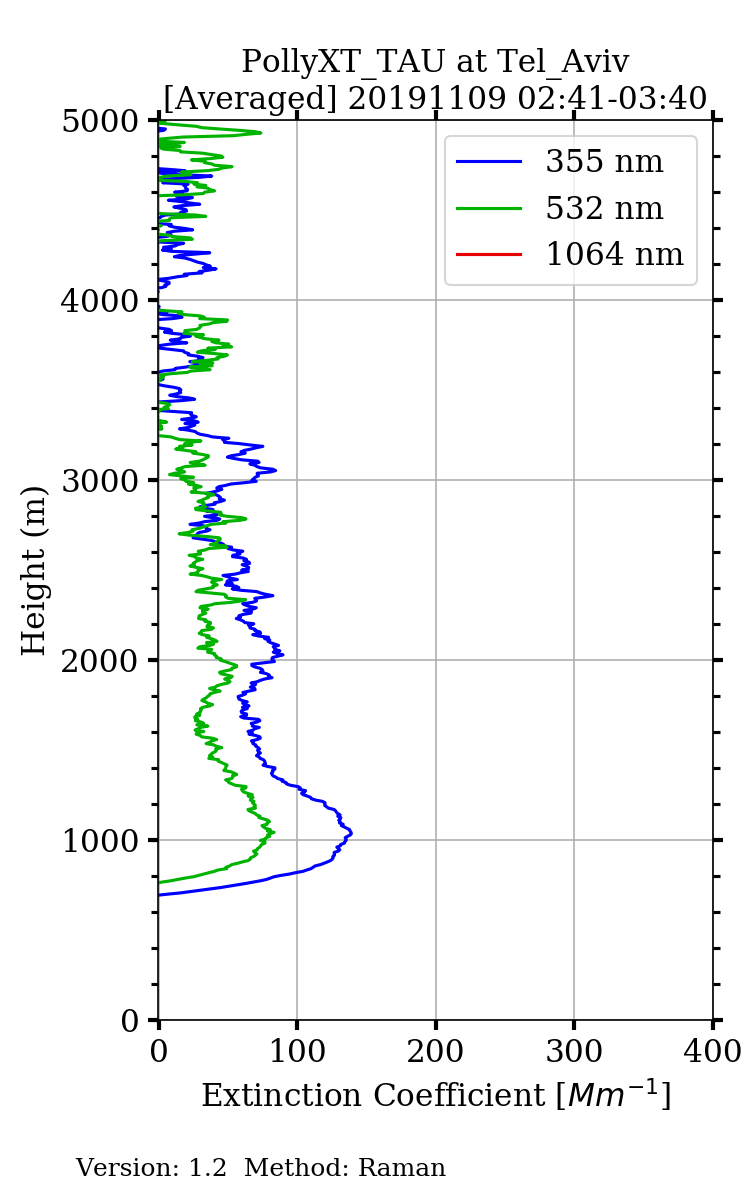 PollyXT_TAU at Tel_Aviv
[Averaged] 20191109 02:41-03:40
355 nm
532 nm
1064 nm
5000
4000
3000
2000
1000
0
Height (m)
0 100 200 300 400
Extinction Coefficient [Mm⁻¹]
Version: 1.2 Method: Raman